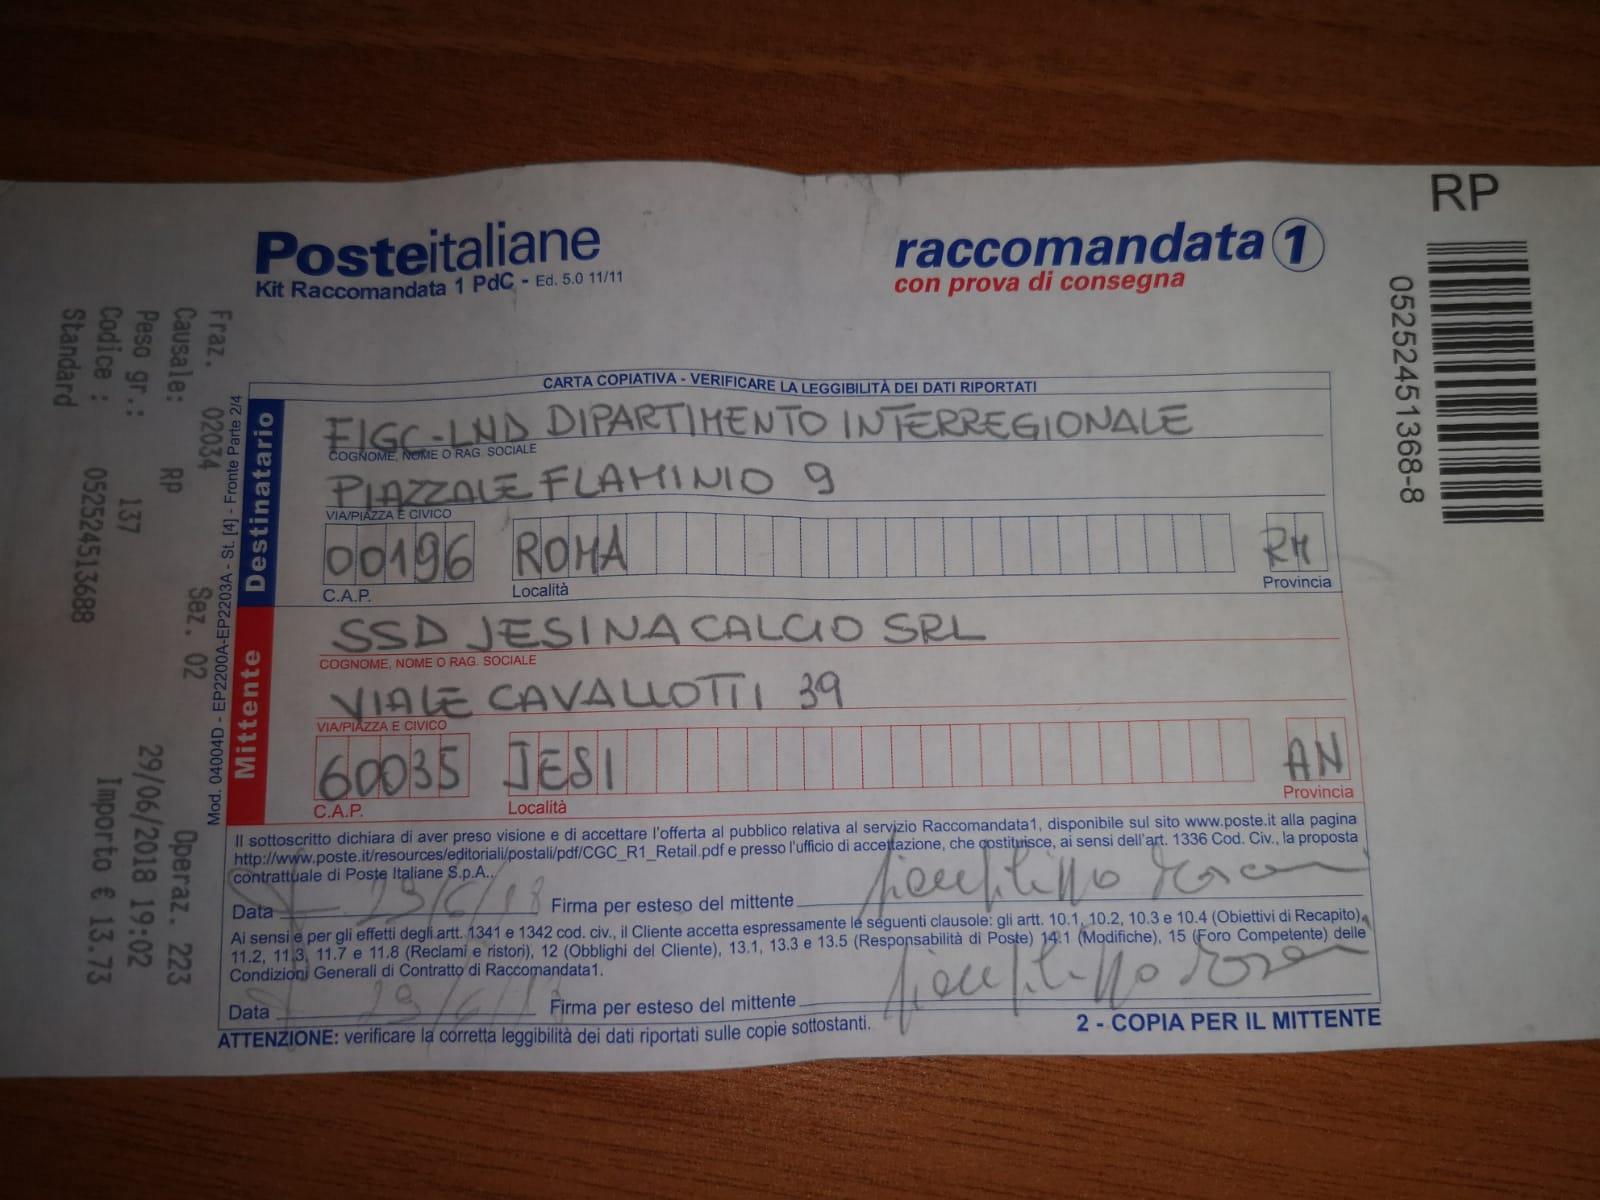 RP
052524513688-8
Posteitaliane
Kit Raccomandata 1 PdC - Ed. 5.0 11/11
raccomandata 1
con prova di consegna
CARTA COPIATIVA - VERIFICARE LA LEGGIBILITÀ DEI DATI RIPORTATI
Destinatario
FIGC-LND DIPARTIMENTO INTERREGIONALE
COGNOME, NOME O RAG. SOCIALE
PIAZZALE FLAMINIO 9
VIA/PIAZZA E CIVICO
00196 ROMA RM
C.A.P. Località Provincia
Mittente
SSD JESINA CALCIO SRL
COGNOME, NOME O RAG. SOCIALE
VIALE CAVALLOTTI 39
VIA/PIAZZA E CIVICO
60035 JESI AN
C.A.P. Località Provincia
Il sottoscritto dichiara di aver preso visione e di accettare l'offerta al pubblico relativa al servizio Raccomandata1, disponibile sul sito www.poste.it alla pagina
http://www.poste.it/resources/editoriali/postali/pdf/CGC_R1_Retail.pdf e presso l'ufficio di accettazione, che costituisce, ai sensi dell'art. 1336 Cod. Civ., la proposta
contrattuale di Poste Italiane S.p.A..
Data 29/6/18 Firma per esteso del mittente
Ai sensi e per gli effetti degli artt. 1341 e 1342 cod. civ., il Cliente accetta espressamente le seguenti clausole: gli artt. 10.1, 10.2, 10.3 e 10.4 (Obiettivi di Recapito),
11.2, 11.3, 11.7 e 11.8 (Reclami e ristori), 12 (Obblighi del Cliente), 13.1, 13.3 e 13.5 (Responsabilità di Poste) 14.1 (Modifiche), 15 (Foro Competente) delle
Condizioni Generali di Contratto di Raccomandata1.
Data 29/6/18 Firma per esteso del mittente
ATTENZIONE: verificare la corretta leggibilità dei dati riportati sulle copie sottostanti.
2 - COPIA PER IL MITTENTE
Mod. 04004D - EP2200A-EP2203A - St. [4] - Fronte Parte 2/4
Fraz. 02034 Sez. 02 Operaz. 223
Causale: RP 29/06/2018 19:02
Peso gr.: 137 Importo € 13.73
Codice : 052524513688
Standard